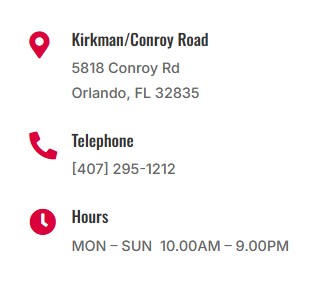 Kirkman/Conroy Road
5818 Conroy Rd
Orlando, FL 32835
Telephone
[407] 295-1212
Hours
MON – SUN  10.00AM – 9.00PM